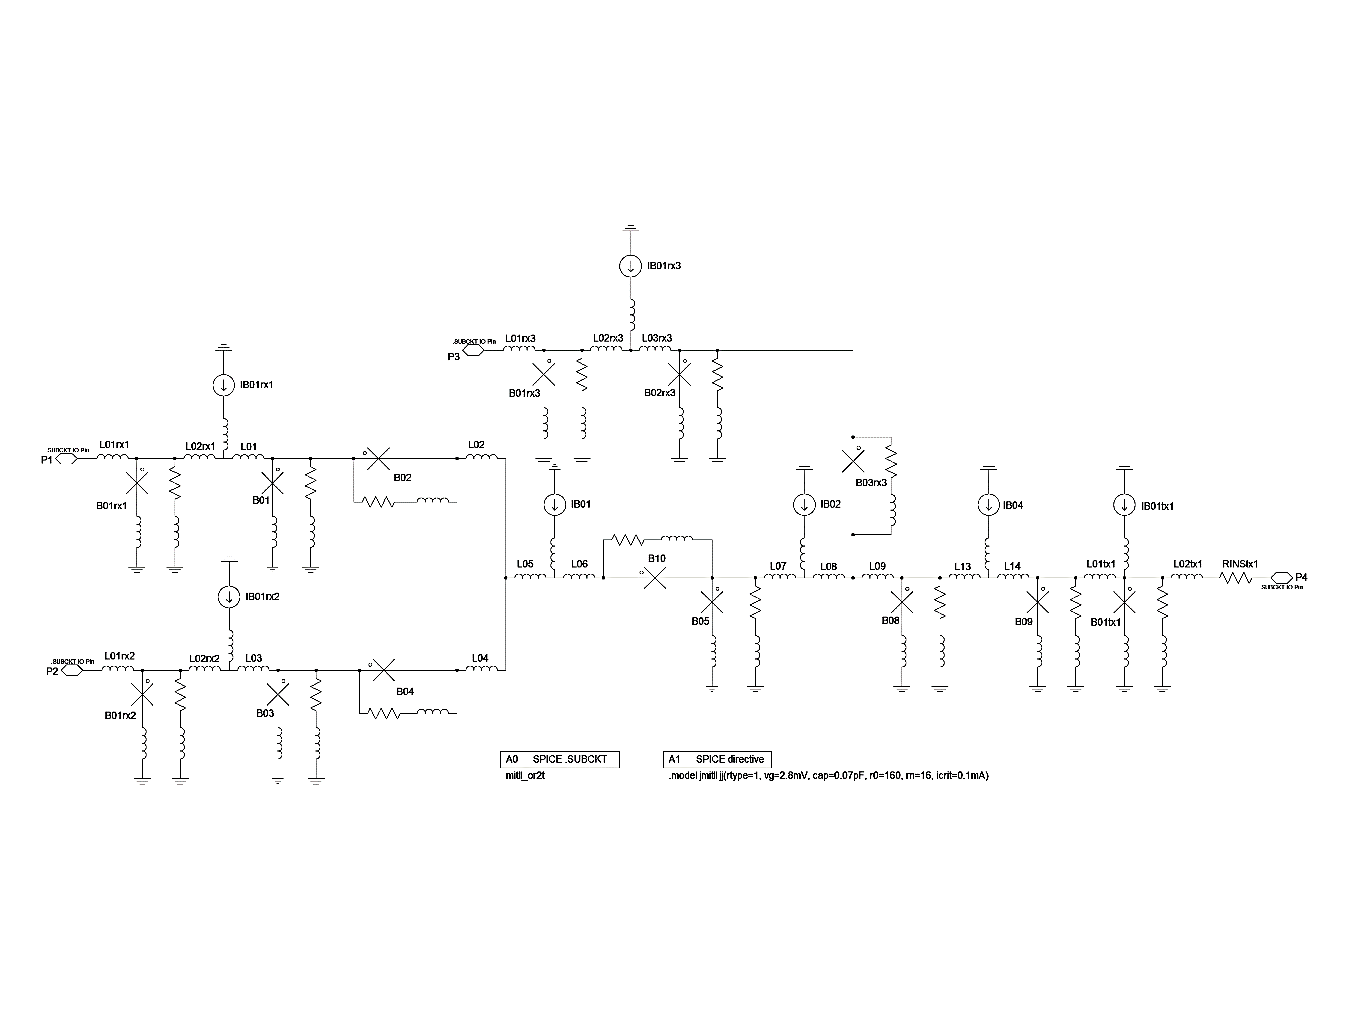 IB01rx3
.SUBCKT IO Pin
L01rx3
L02rx3
L03rx3
P3
B01rx3
B02rx3
IB01rx1
SUBCKT IO Pin
L01rx1
L02rx1
L01
L02
P1
B02
B01rx1
B01
B03rx3
IB01
IB02
IB04
IB01tx1
B10
L05
L06
L07
L08
L09
L13
L14
L01tx1
L02tx1
RINStx1
P4
SUBCKT IO Pin
IB01rx2
B05
B08
B09
B01tx1
.SUBCKT IO Pin
L01rx2
L02rx2
L03
L04
P2
B04
B01rx2
B03
A0 SPICE .SUBCKT
mitll_or2t
A1 SPICE directive
.model jmitll jj(rtype=1, vg=2.8mV, cap=0.07pF, r0=160, rn=16, icrit=0.1mA)